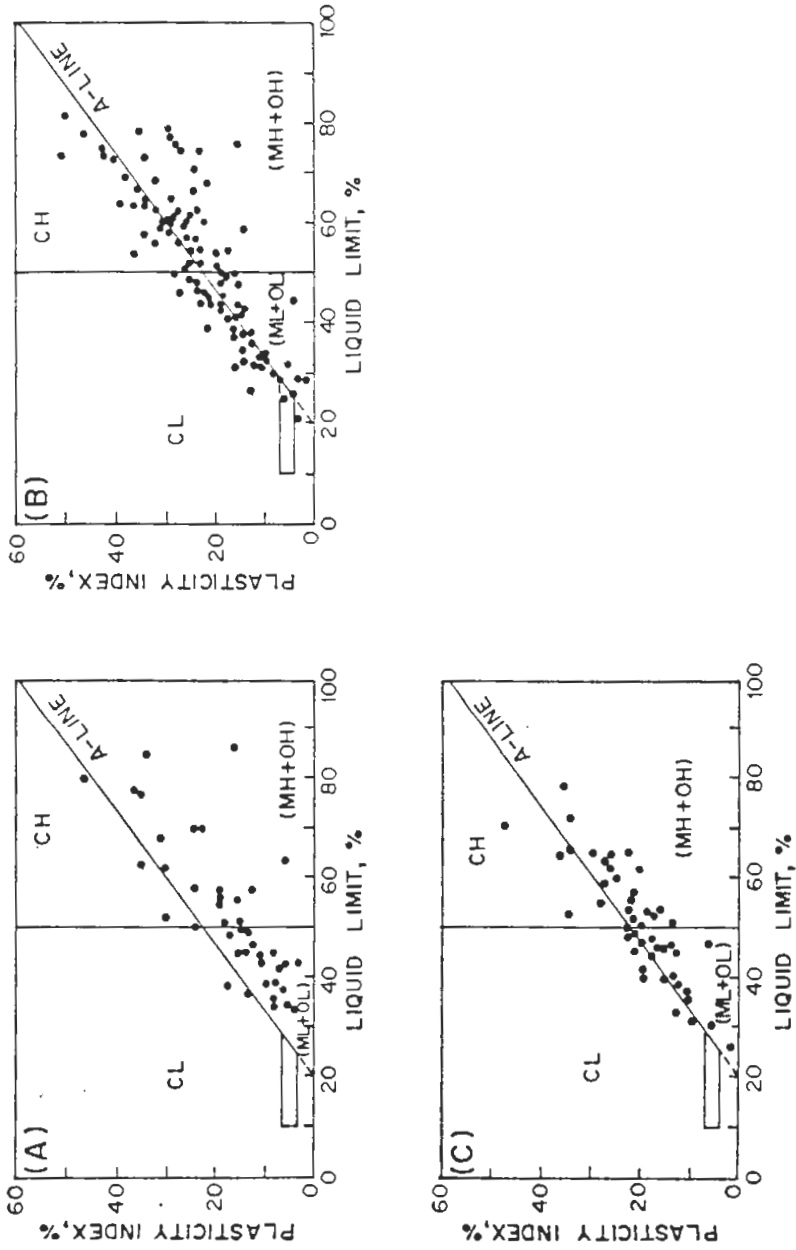 (A)
60
40
20
0
PLASTICITY INDEX,%
CH
A-LINE
CL
(ML+OL)
(MH+OH)
0
20
40
60
80
100
LIQUID LIMIT, %
(B)
60
40
20
0
PLASTICITY INDEX,%
CH
A-LINE
CL
(ML+OL)
(MH+OH)
0
20
40
60
80
100
LIQUID LIMIT, %
(C)
60
40
20
0
PLASTICITY INDEX,%
CH
A-LINE
CL
(ML+OL)
(MH+OH)
0
20
40
60
80
100
LIQUID LIMIT, %